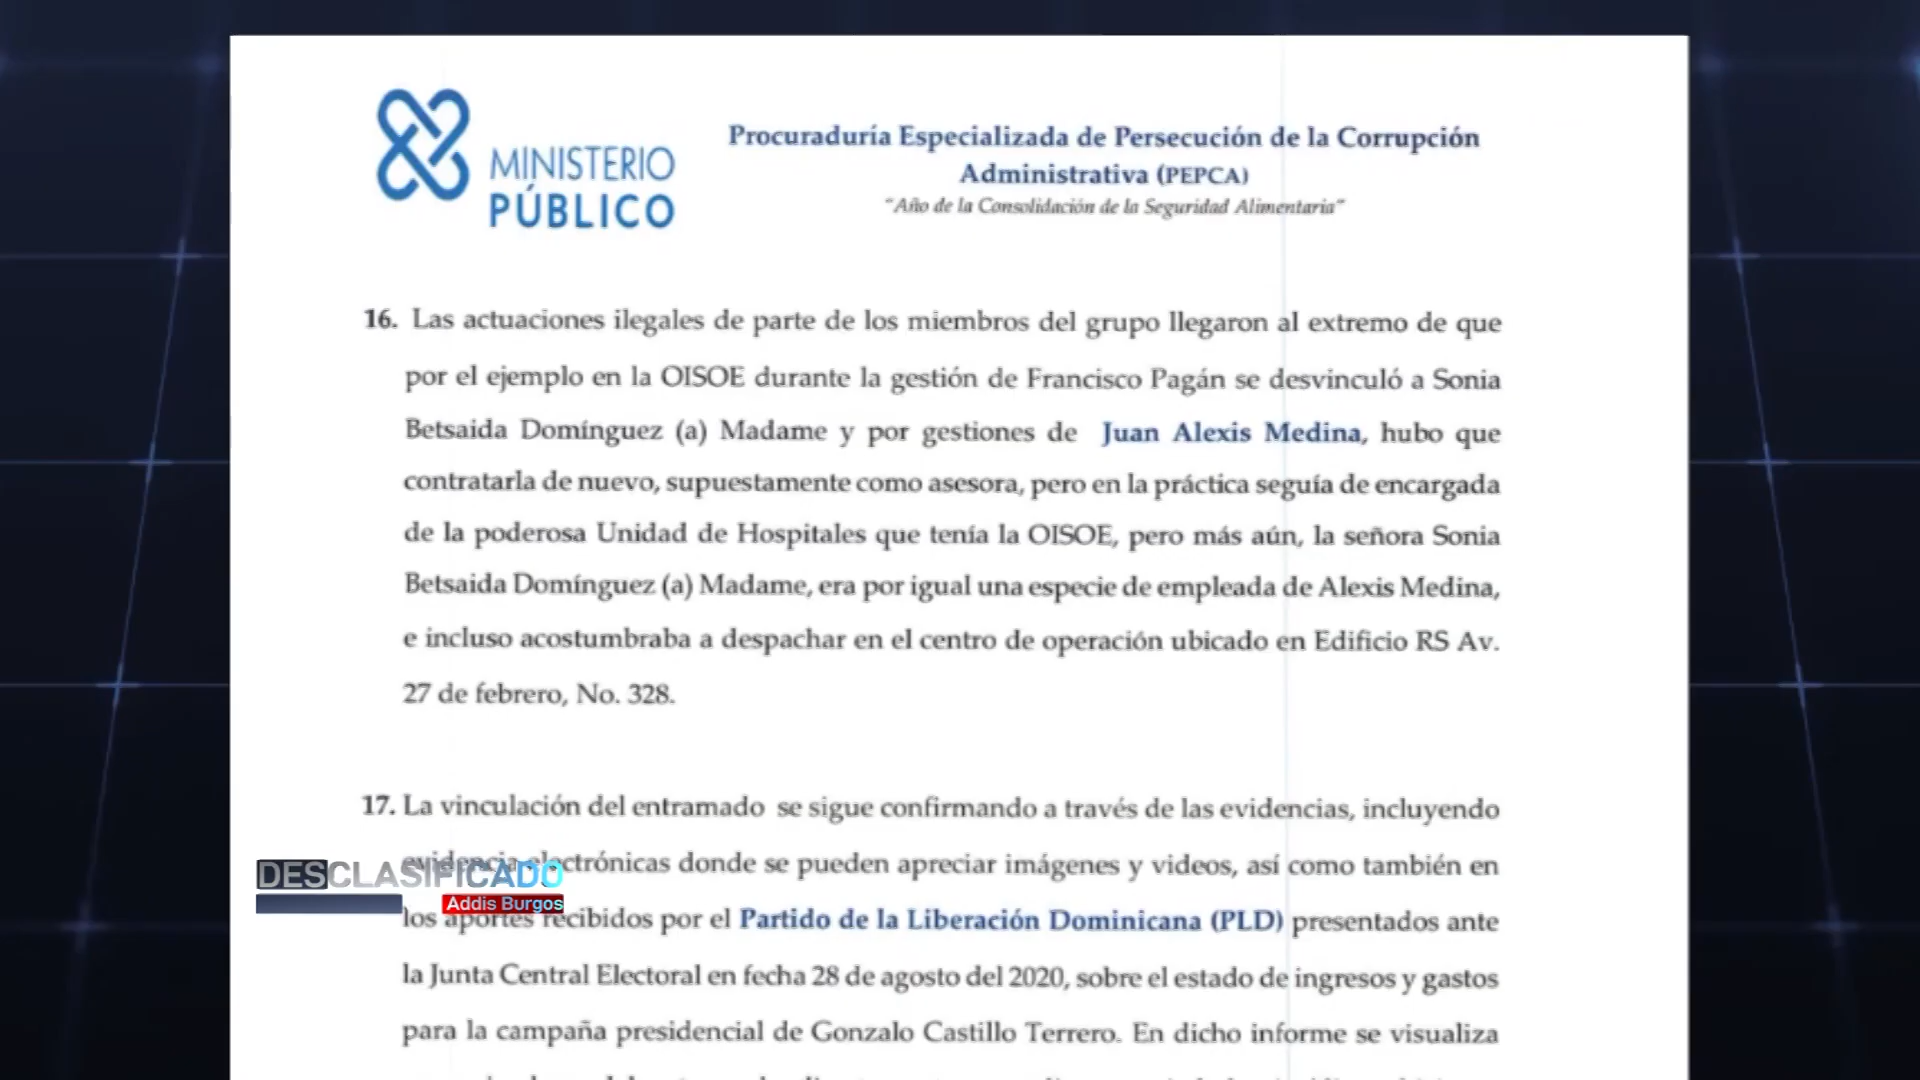 MINISTERIO
PÚBLICO
Procuraduría Especializada de Persecución de la Corrupción
Administrativa (PEPCA)
"Año de la Consolidación de la Seguridad Alimentaria"
16. Las actuaciones ilegales de parte de los miembros del grupo llegaron al extremo de que
por el ejemplo en la OISOE durante la gestión de Francisco Pagán se desvinculó a Sonia
Betsaida Domínguez (a) Madame y por gestiones de Juan Alexis Medina, hubo que
contratarla de nuevo, supuestamente como asesora, pero en la práctica seguía de encargada
de la poderosa Unidad de Hospitales que tenía la OISOE, pero más aún, la señora Sonia
Betsaida Domínguez (a) Madame, era por igual una especie de empleada de Alexis Medina,
e incluso acostumbraba a despachar en el centro de operación ubicado en Edificio RS Av.
27 de febrero, No. 328.
17. La vinculación del entramado se sigue confirmando a través de las evidencias, incluyendo
evidencia electrónicas donde se pueden apreciar imágenes y videos, así como también en
los aportes recibidos por el Partido de la Liberación Dominicana (PLD) presentados ante
la Junta Central Electoral en fecha 28 de agosto del 2020, sobre el estado de ingresos y gastos
para la campaña presidencial de Gonzalo Castillo Terrero. En dicho informe se visualiza
DESCLASIFICADO
Addis Burgos